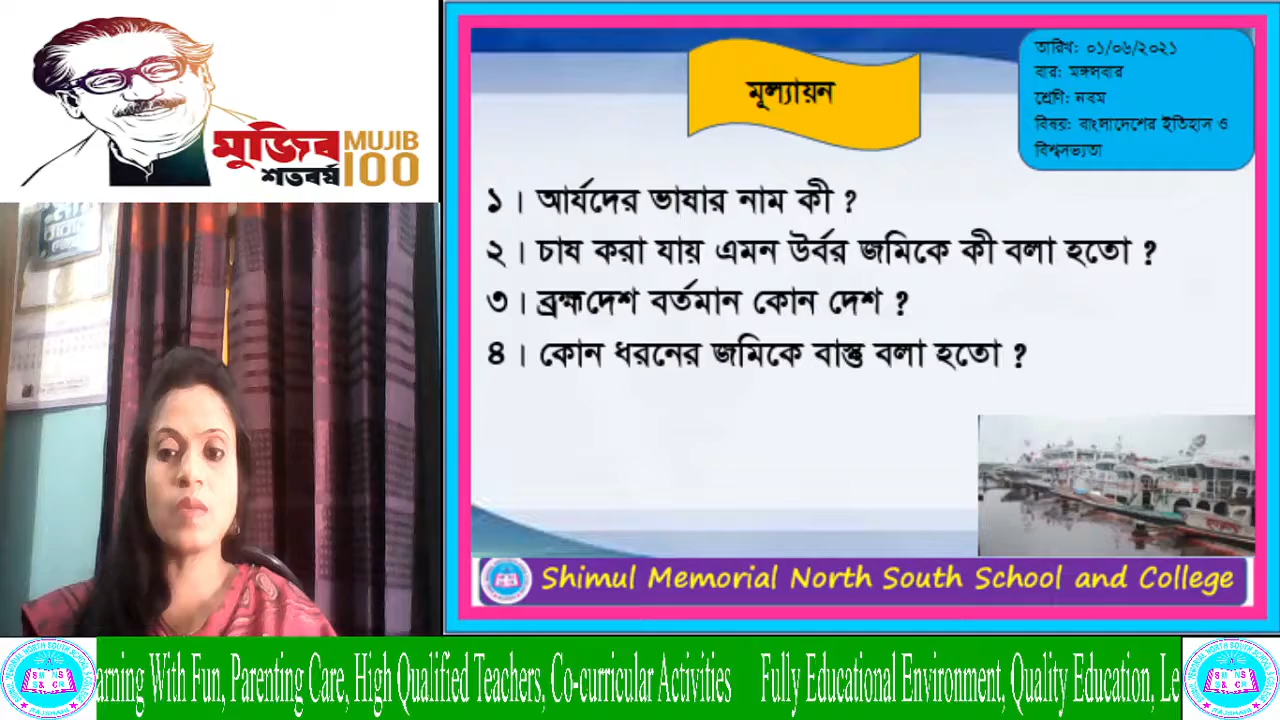 মুজিব
শতবর্ষ
MUJIB
100
মূল্যায়ন
তারিখ: ০১/০৬/২০২১
বার: মঙ্গলবার
শ্রেণি: নবম
বিষয়: বাংলাদেশের ইতিহাস ও
বিশ্বসভ্যতা
১। আর্যদের ভাষার নাম কী ?
২। চাষ করা যায় এমন উর্বর জমিকে কী বলা হতো ?
৩। ব্রহ্মদেশ বর্তমান কোন দেশ ?
৪। কোন ধরনের জমিকে বাস্তু বলা হতো ?
Shimul Memorial North South School and College
arning With Fun, Parenting Care, High Qualified Teachers, Co-curricular Activities Fully Educational Environment, Quality Education, Le